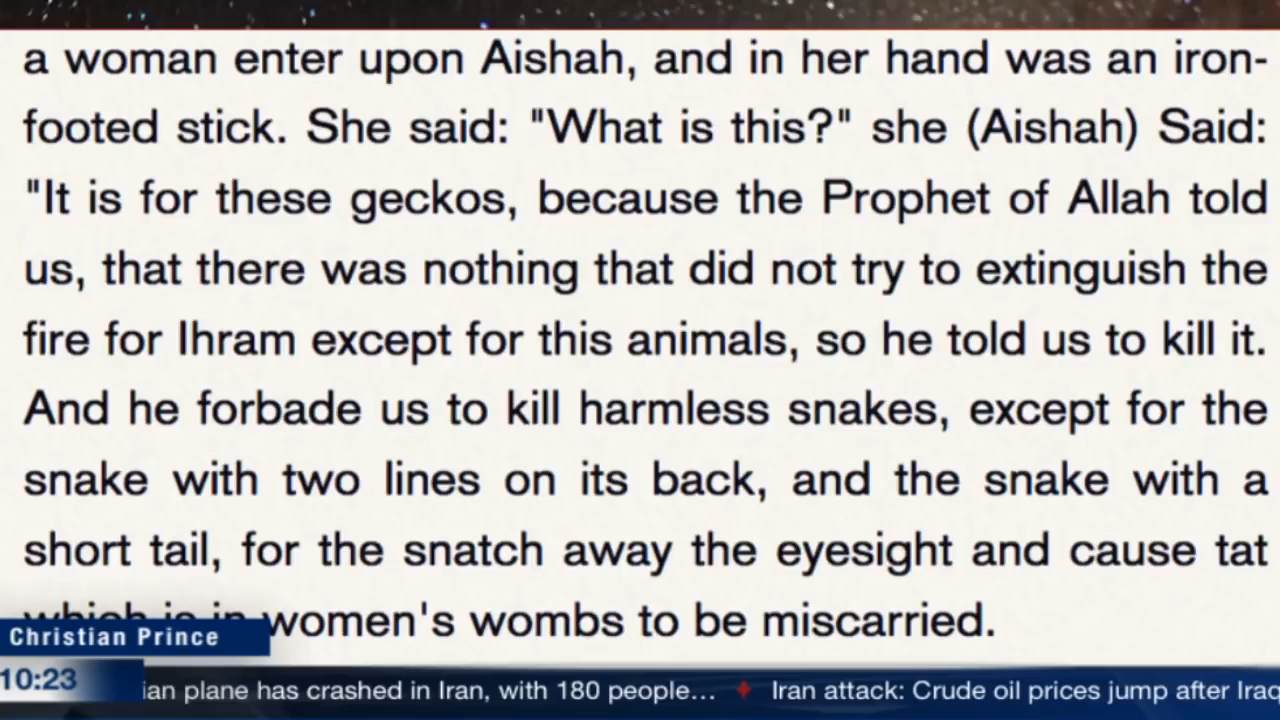 a woman enter upon Aishah, and in her hand was an iron-
footed stick. She said: "What is this?" she (Aishah) Said:
"It is for these geckos, because the Prophet of Allah told
us, that there was nothing that did not try to extinguish the
fire for Ihram except for this animals, so he told us to kill it.
And he forbade us to kill harmless snakes, except for the
snake with two lines on its back, and the snake with a
short tail, for the snatch away the eyesight and cause tat
which is in women's wombs to be miscarried.
Christian Prince
10:23
ian plane has crashed in Iran, with 180 people... ♦ Iran attack: Crude oil prices jump after Iraq